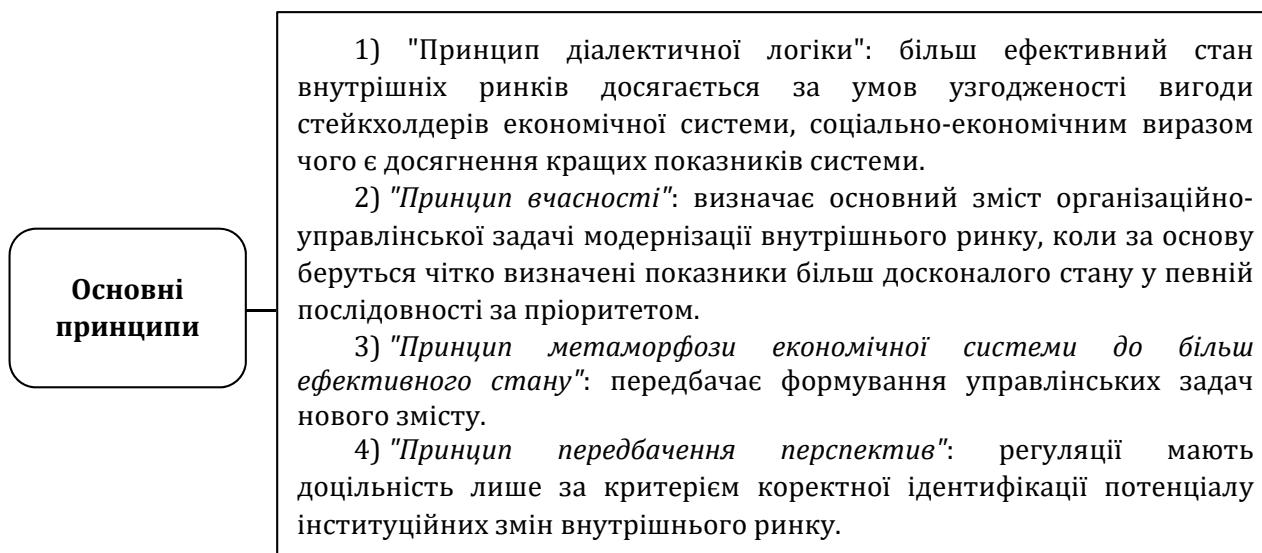 Основні
принципи
1) "Принцип діалектичної логіки": більш ефективний стан
внутрішніх ринків досягається за умов узгодженості вигоди
стейкхолдерів економічної системи, соціально-економічним виразом
чого є досягнення кращих показників системи.
2) "Принцип вчасності": визначає основний зміст організаційно-
управлінської задачі модернізації внутрішнього ринку, коли за основу
беруться чітко визначені показники більш досконалого стану у певній
послідовності за пріоритетом.
3) "Принцип метаморфози економічної системи до більш
ефективного стану": передбачає формування управлінських задач
нового змісту.
4) "Принцип передбачення перспектив": регуляції мають
доцільність лише за критерієм коректної ідентифікації потенціалу
інституційних змін внутрішнього ринку.